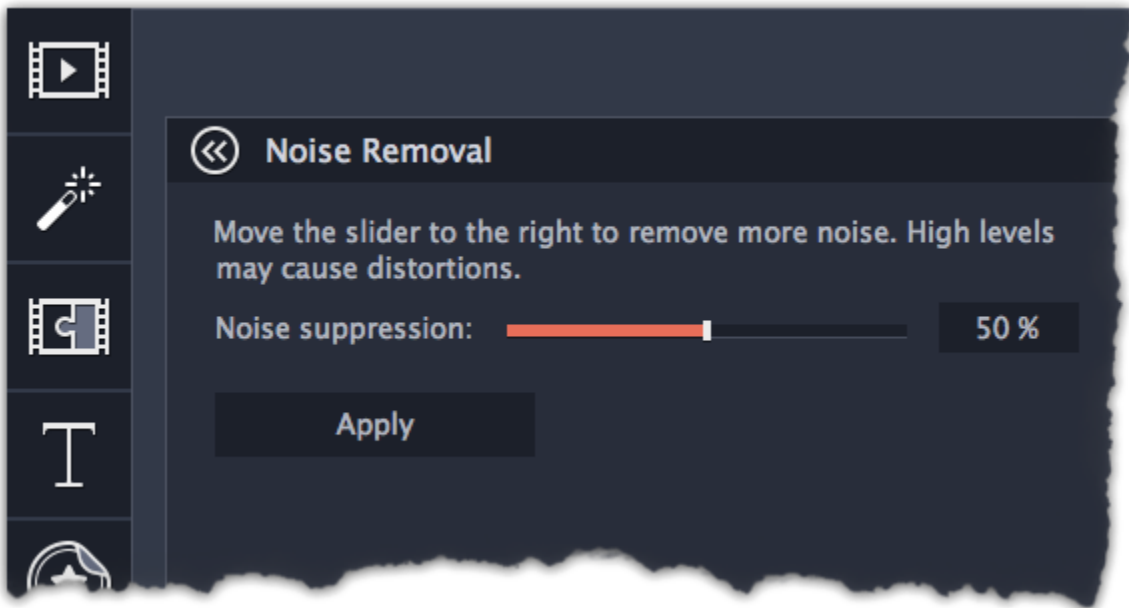 Noise Removal
Move the slider to the right to remove more noise. High levels
may cause distortions.
Noise suppression: 50 %
Apply
T